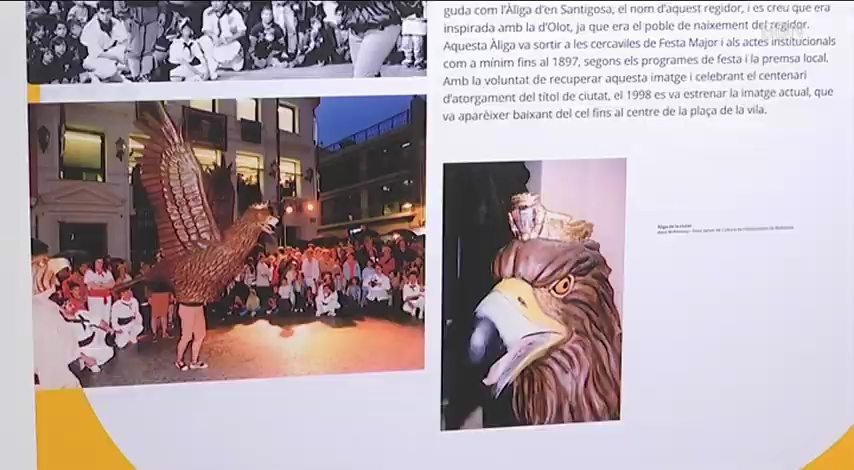 guda com l'Àliga d'en Santigosa, el nom d'aquest regidor, i es creu que era
inspirada amb la d'Olot, ja que era el poble de naixement del regidor.
Aquesta Àliga va sortir a les cercaviles de Festa Major i als actes institucionals
com a mínim fins al 1897, segons els programes de festa i la premsa local.
Amb la voluntat de recuperar aquesta imatge i celebrant el centenari
d'atorgament del títol de ciutat, el 1998 es va estrenar la imatge actual, que
va aparèixer baixant del cel fins al centre de la plaça de la vila.
Àliga de la ciutat